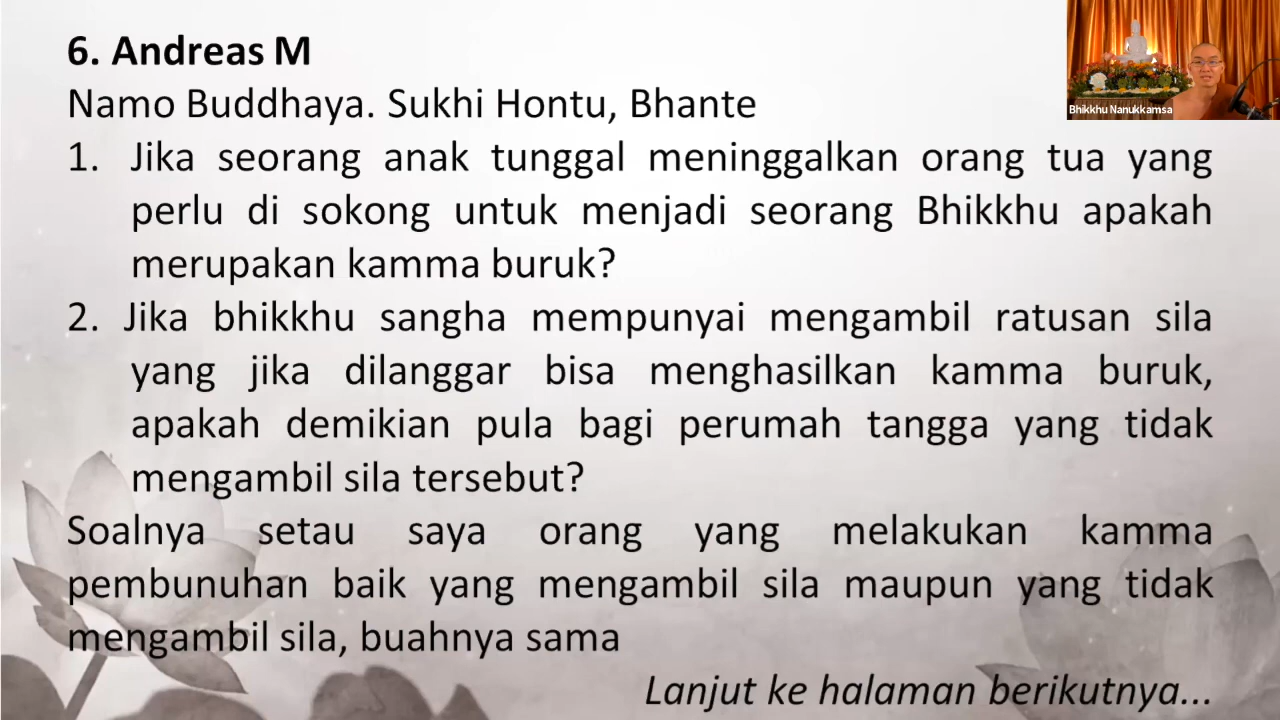 6. Andreas M
Namo Buddhaya. Sukhi Hontu, Bhante
1. Jika seorang anak tunggal meninggalkan orang tua yang
perlu di sokong untuk menjadi seorang Bhikkhu apakah
merupakan kamma buruk?
2. Jika bhikkhu sangha mempunyai mengambil ratusan sila
yang jika dilanggar bisa menghasilkan kamma buruk,
apakah demikian pula bagi perumah tangga yang tidak
mengambil sila tersebut?
Soalnya setau saya orang yang melakukan kamma
pembunuhan baik yang mengambil sila maupun yang tidak
mengambil sila, buahnya sama
Lanjut ke halaman berikutnya...
Bhikkhu Nanukkamsa